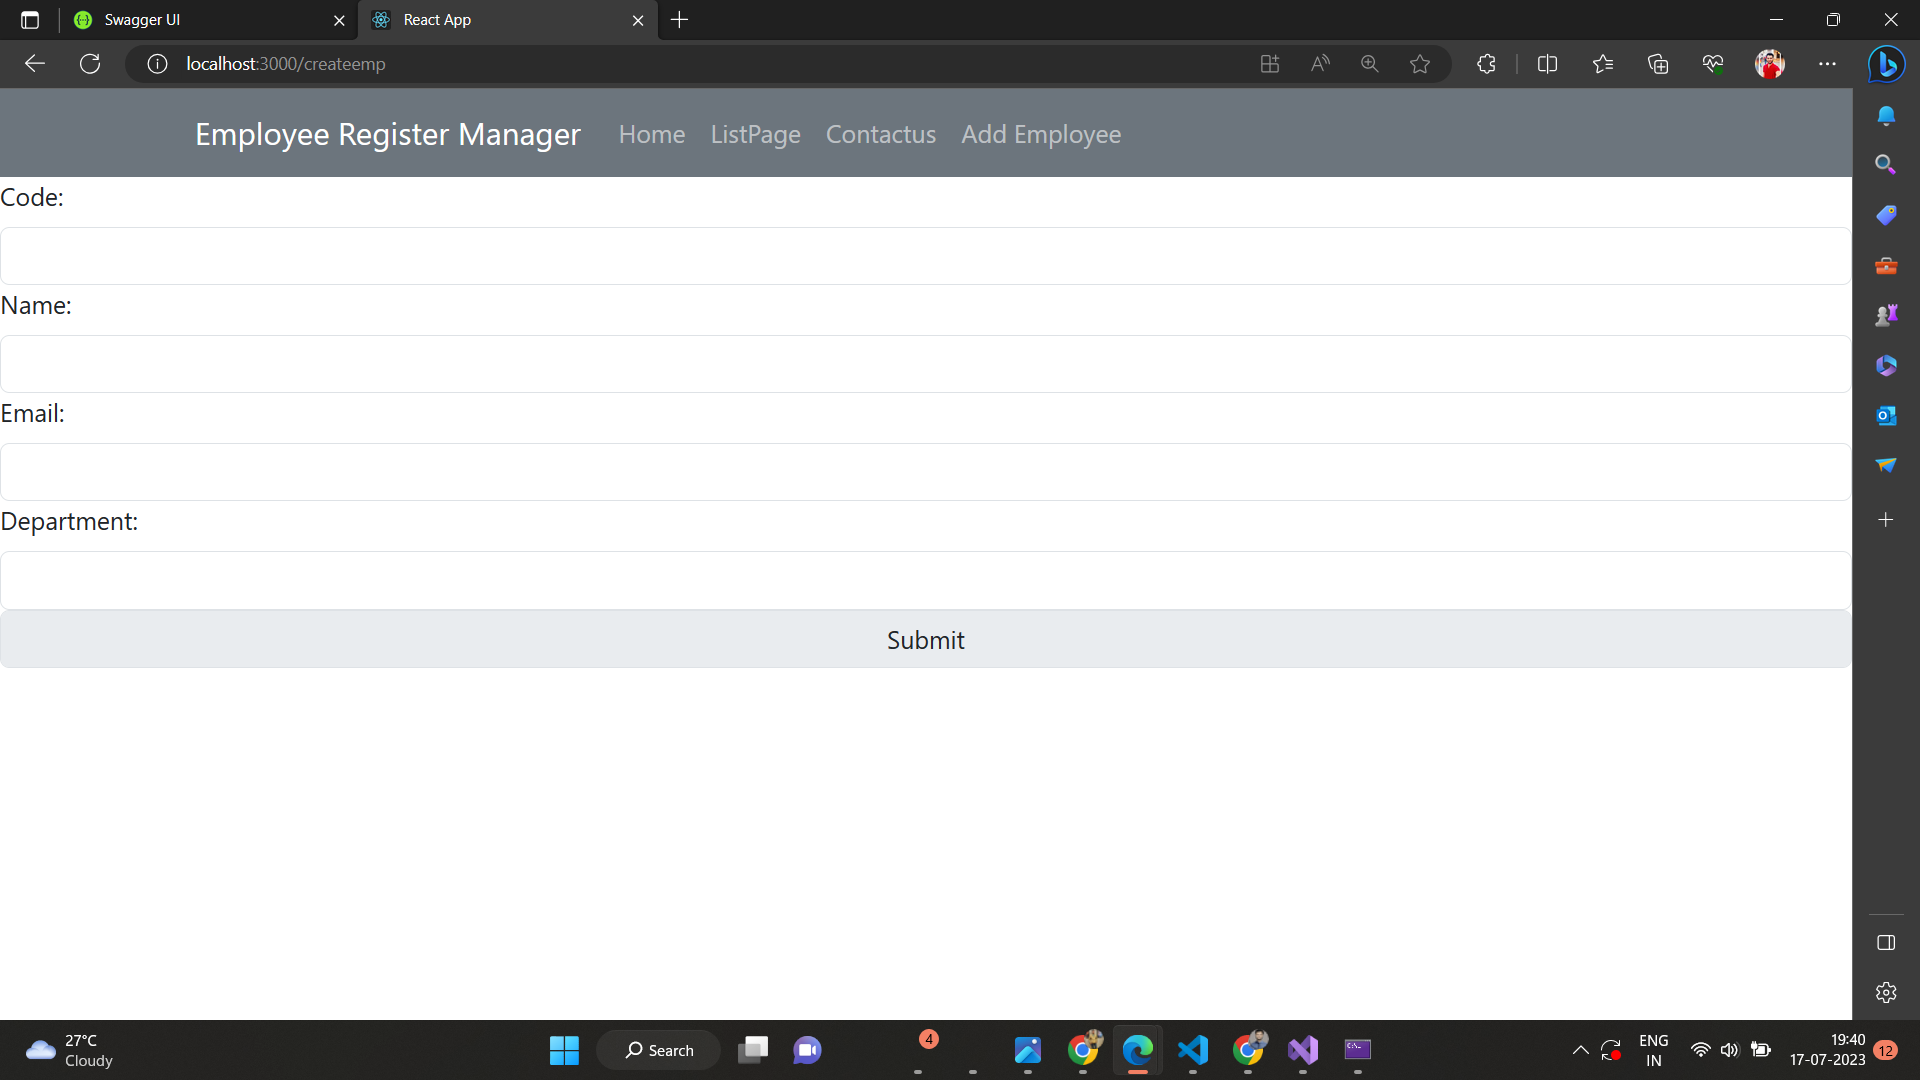 Swagger UI
React App
localhost:3000/createemp
Employee Register Manager
Home
ListPage
Contactus
Add Employee
Code:
Name:
Email:
Department:
Submit
27°C
Cloudy
Search
4
ENG
IN
19:40
17-07-2023
12